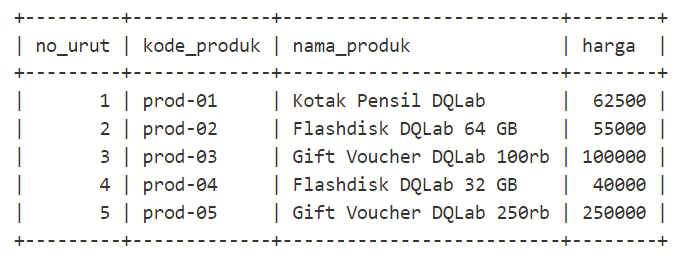 +---------+-------------+---------------------------+--------+
| no_urut | kode_produk | nama_produk               | harga  |
+---------+-------------+---------------------------+--------+
|       1 | prod-01     | Kotak Pensil DQLab        |  62500 |
|       2 | prod-02     | Flashdisk DQLab 64 GB     |  55000 |
|       3 | prod-03     | Gift Voucher DQLab 100rb  | 100000 |
|       4 | prod-04     | Flashdisk DQLab 32 GB     |  40000 |
|       5 | prod-05     | Gift Voucher DQLab 250rb  | 250000 |
+---------+-------------+---------------------------+--------+